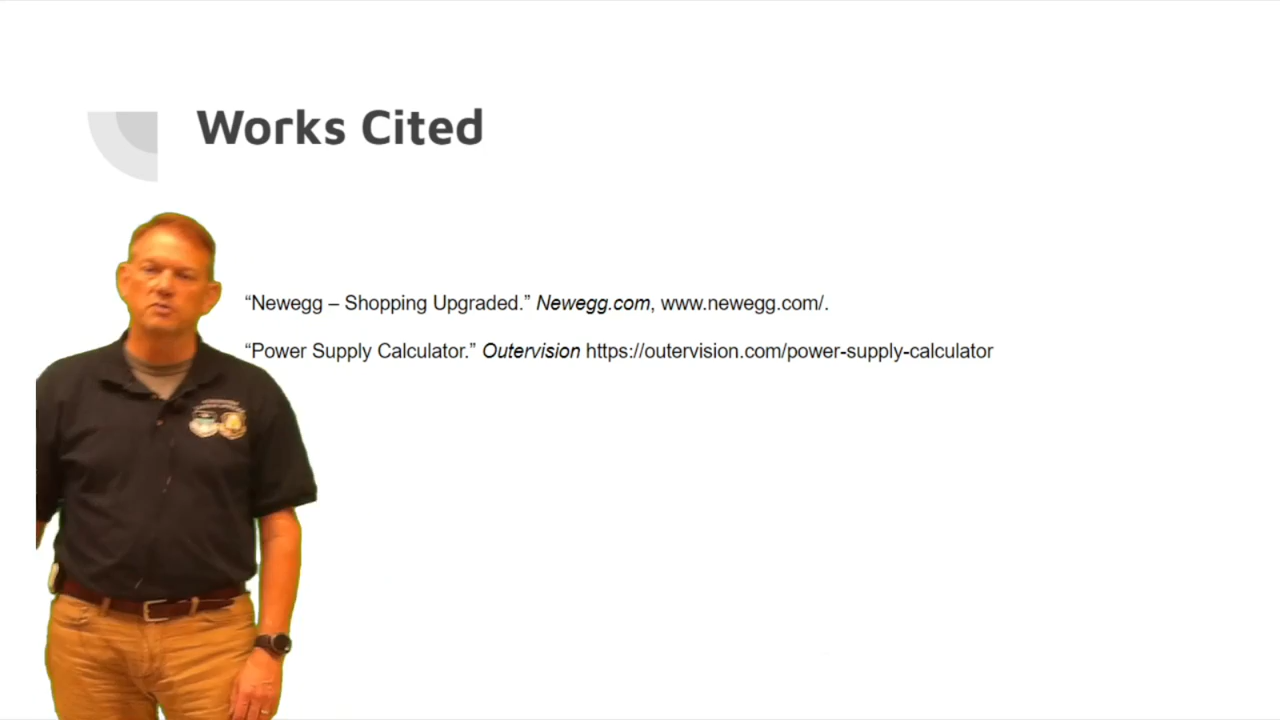 Works Cited
“Newegg – Shopping Upgraded.” Newegg.com, www.newegg.com/.
“Power Supply Calculator.” Outervision https://outervision.com/power-supply-calculator